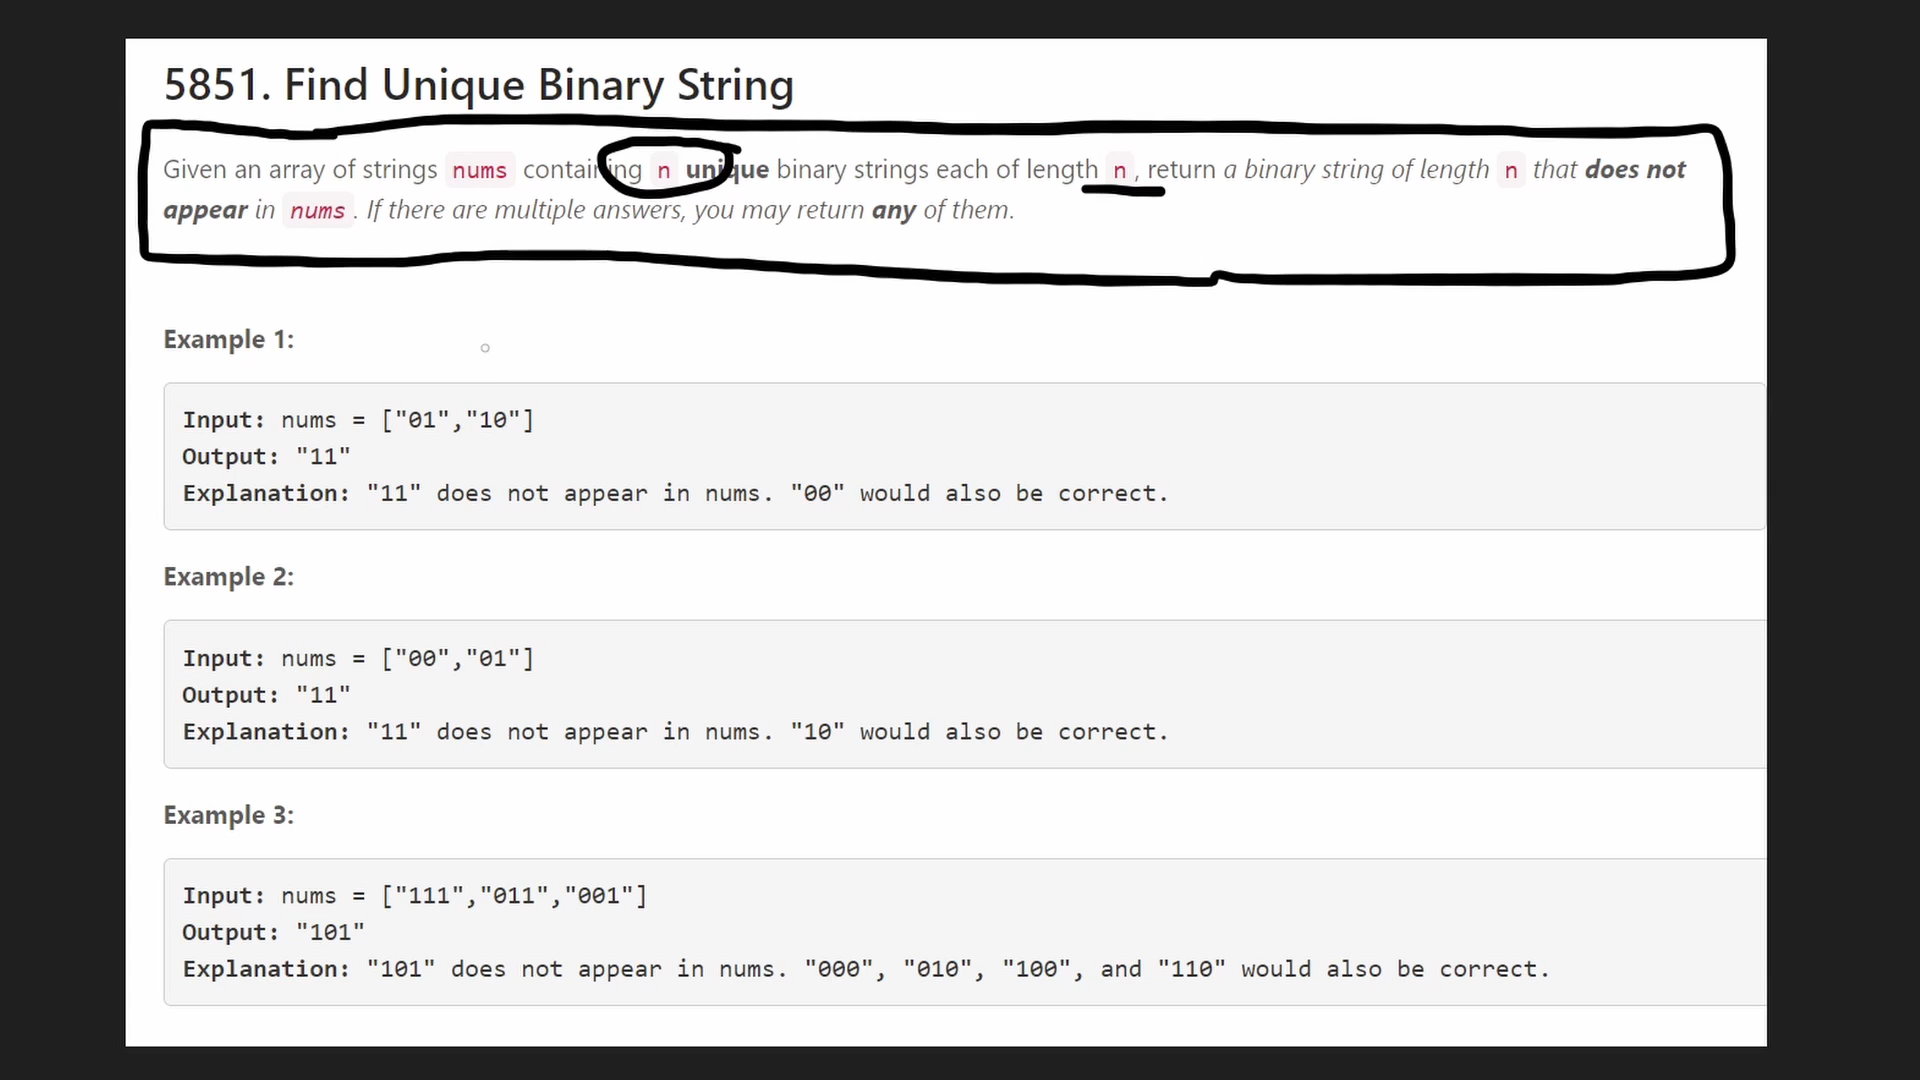 5851. Find Unique Binary String
Given an array of strings nums containing n unique binary strings each of length n, return a binary string of length n that does not
appear in nums. If there are multiple answers, you may return any of them.
Example 1:
Input: nums = ["01","10"]
Output: "11"
Explanation: "11" does not appear in nums. "00" would also be correct.
Example 2:
Input: nums = ["00","01"]
Output: "11"
Explanation: "11" does not appear in nums. "10" would also be correct.
Example 3:
Input: nums = ["111","011","001"]
Output: "101"
Explanation: "101" does not appear in nums. "000", "010", "100", and "110" would also be correct.